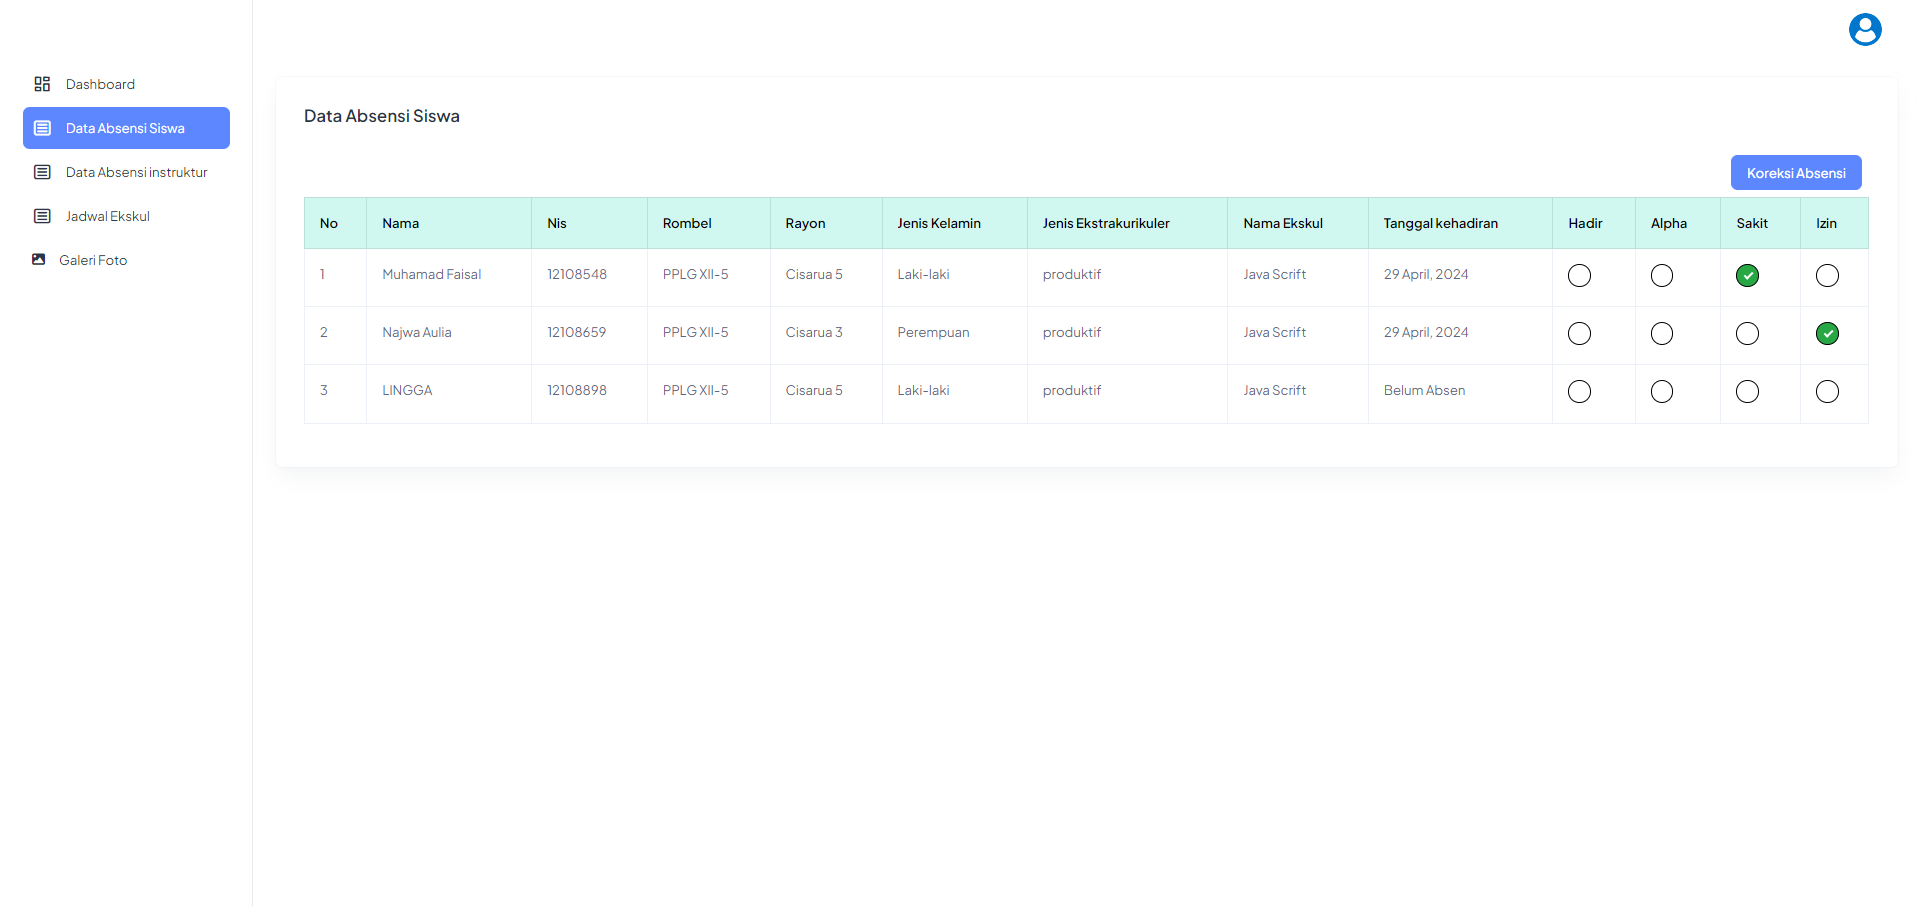 Dashboard
Data Absensi Siswa
Data Absensi instruktur
Jadwal Ekskul
Galeri Foto
Data Absensi Siswa
Koreksi Absensi
No Nama Nis Rombel Rayon Jenis Kelamin Jenis Ekstrakurikuler Nama Ekskul Tanggal kehadiran Hadir Alpha Sakit Izin
1 Muhamad Faisal 12108548 PPLG XII-5 Cisarua 5 Laki-laki produktif Java Scrift 29 April, 2024
2 Najwa Aulia 12108659 PPLG XII-5 Cisarua 3 Perempuan produktif Java Scrift 29 April, 2024
3 LINGGA 12108898 PPLG XII-5 Cisarua 5 Laki-laki produktif Java Scrift Belum Absen